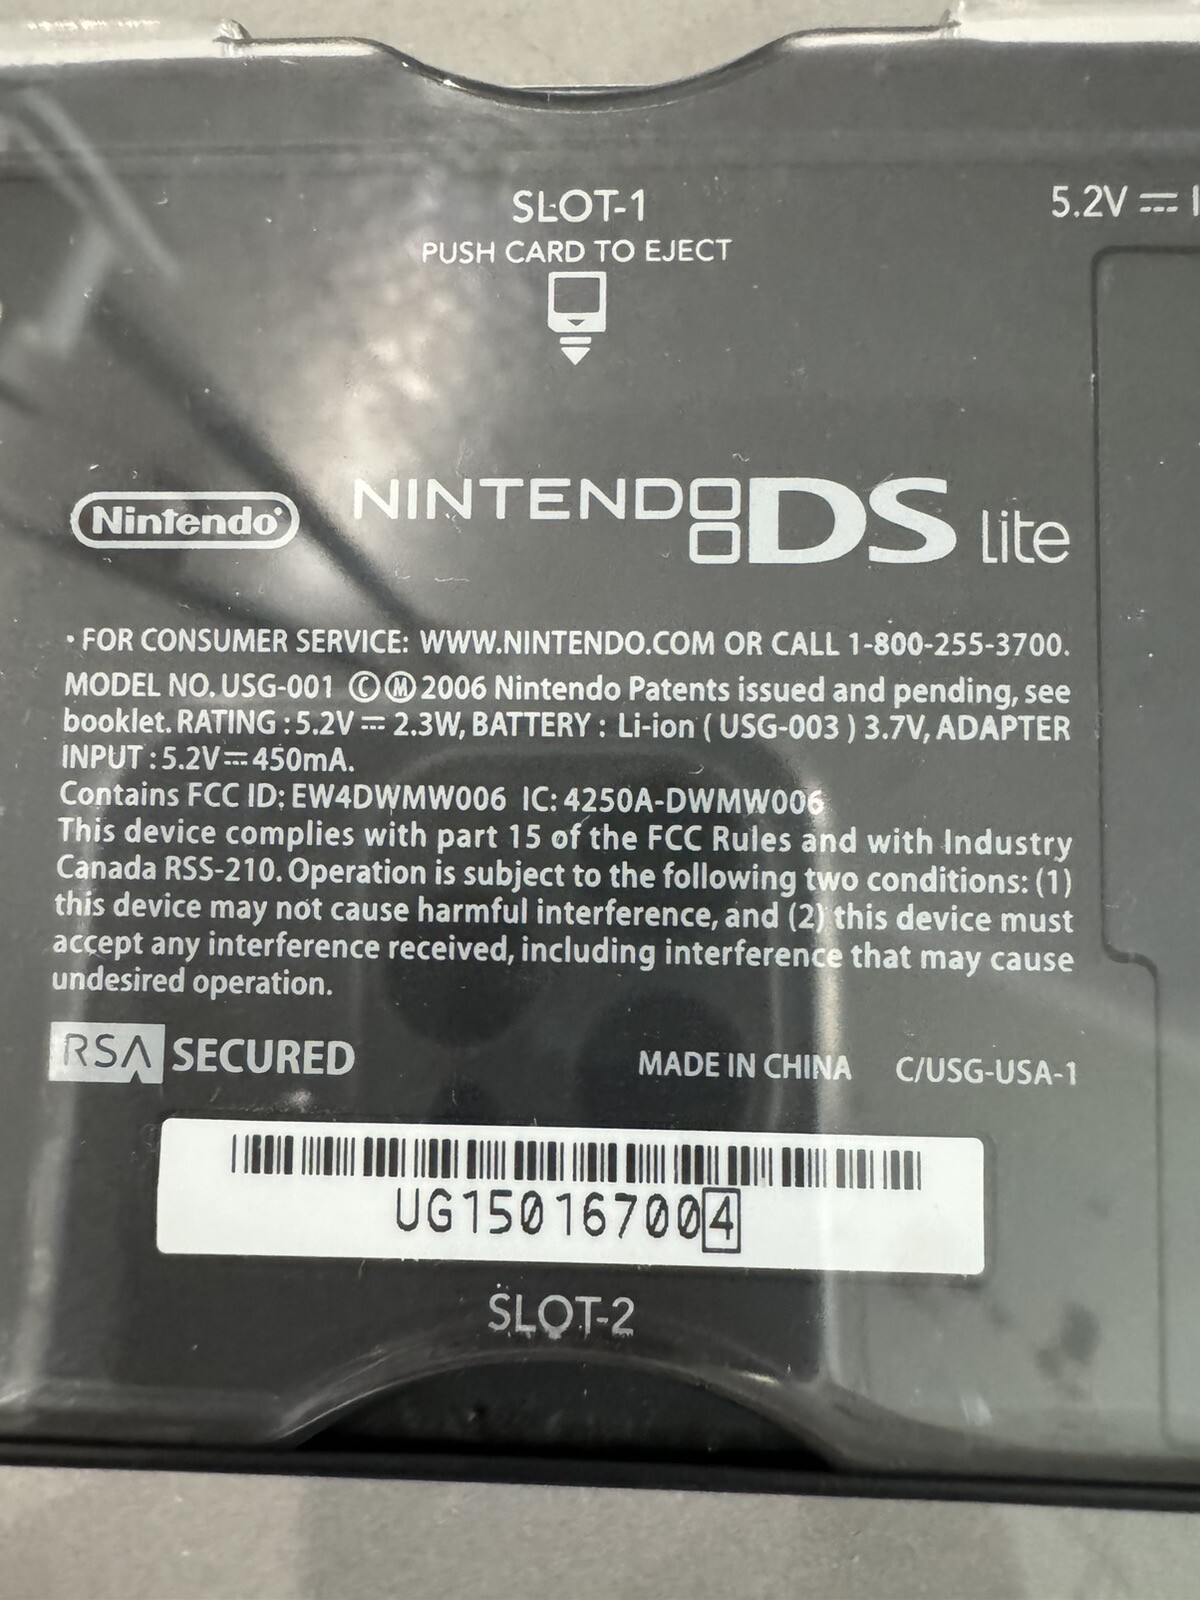 SLOT-1
5.2V ⎓
PUSH CARD TO EJECT
Nintendo
NINTENDO DS Lite
• FOR CONSUMER SERVICE: WWW.NINTENDO.COM OR CALL 1-800-255-3700.
MODEL NO. USG-001 ©Ⓜ2006 Nintendo Patents issued and pending, see
booklet. RATING : 5.2V ⎓ 2.3W, BATTERY : Li-ion ( USG-003 ) 3.7V, ADAPTER
INPUT : 5.2V⎓450mA.
Contains FCC ID: EW4DWMW006 IC: 4250A-DWMW006
This device complies with part 15 of the FCC Rules and with Industry
Canada RSS-210. Operation is subject to the following two conditions: (1)
this device may not cause harmful interference, and (2) this device must
accept any interference received, including interference that may cause
undesired operation.
RSA SECURED
MADE IN CHINA C/USG-USA-1
UG150167004
SLOT-2